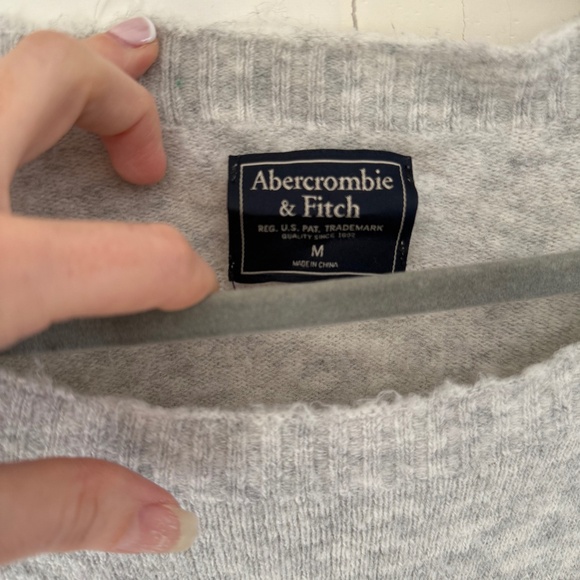 Abercrombie
& Fitch
REG. U.S. PAT. TRADEMARK
QUALITY SINCE 1892
M
MADE IN CHINA